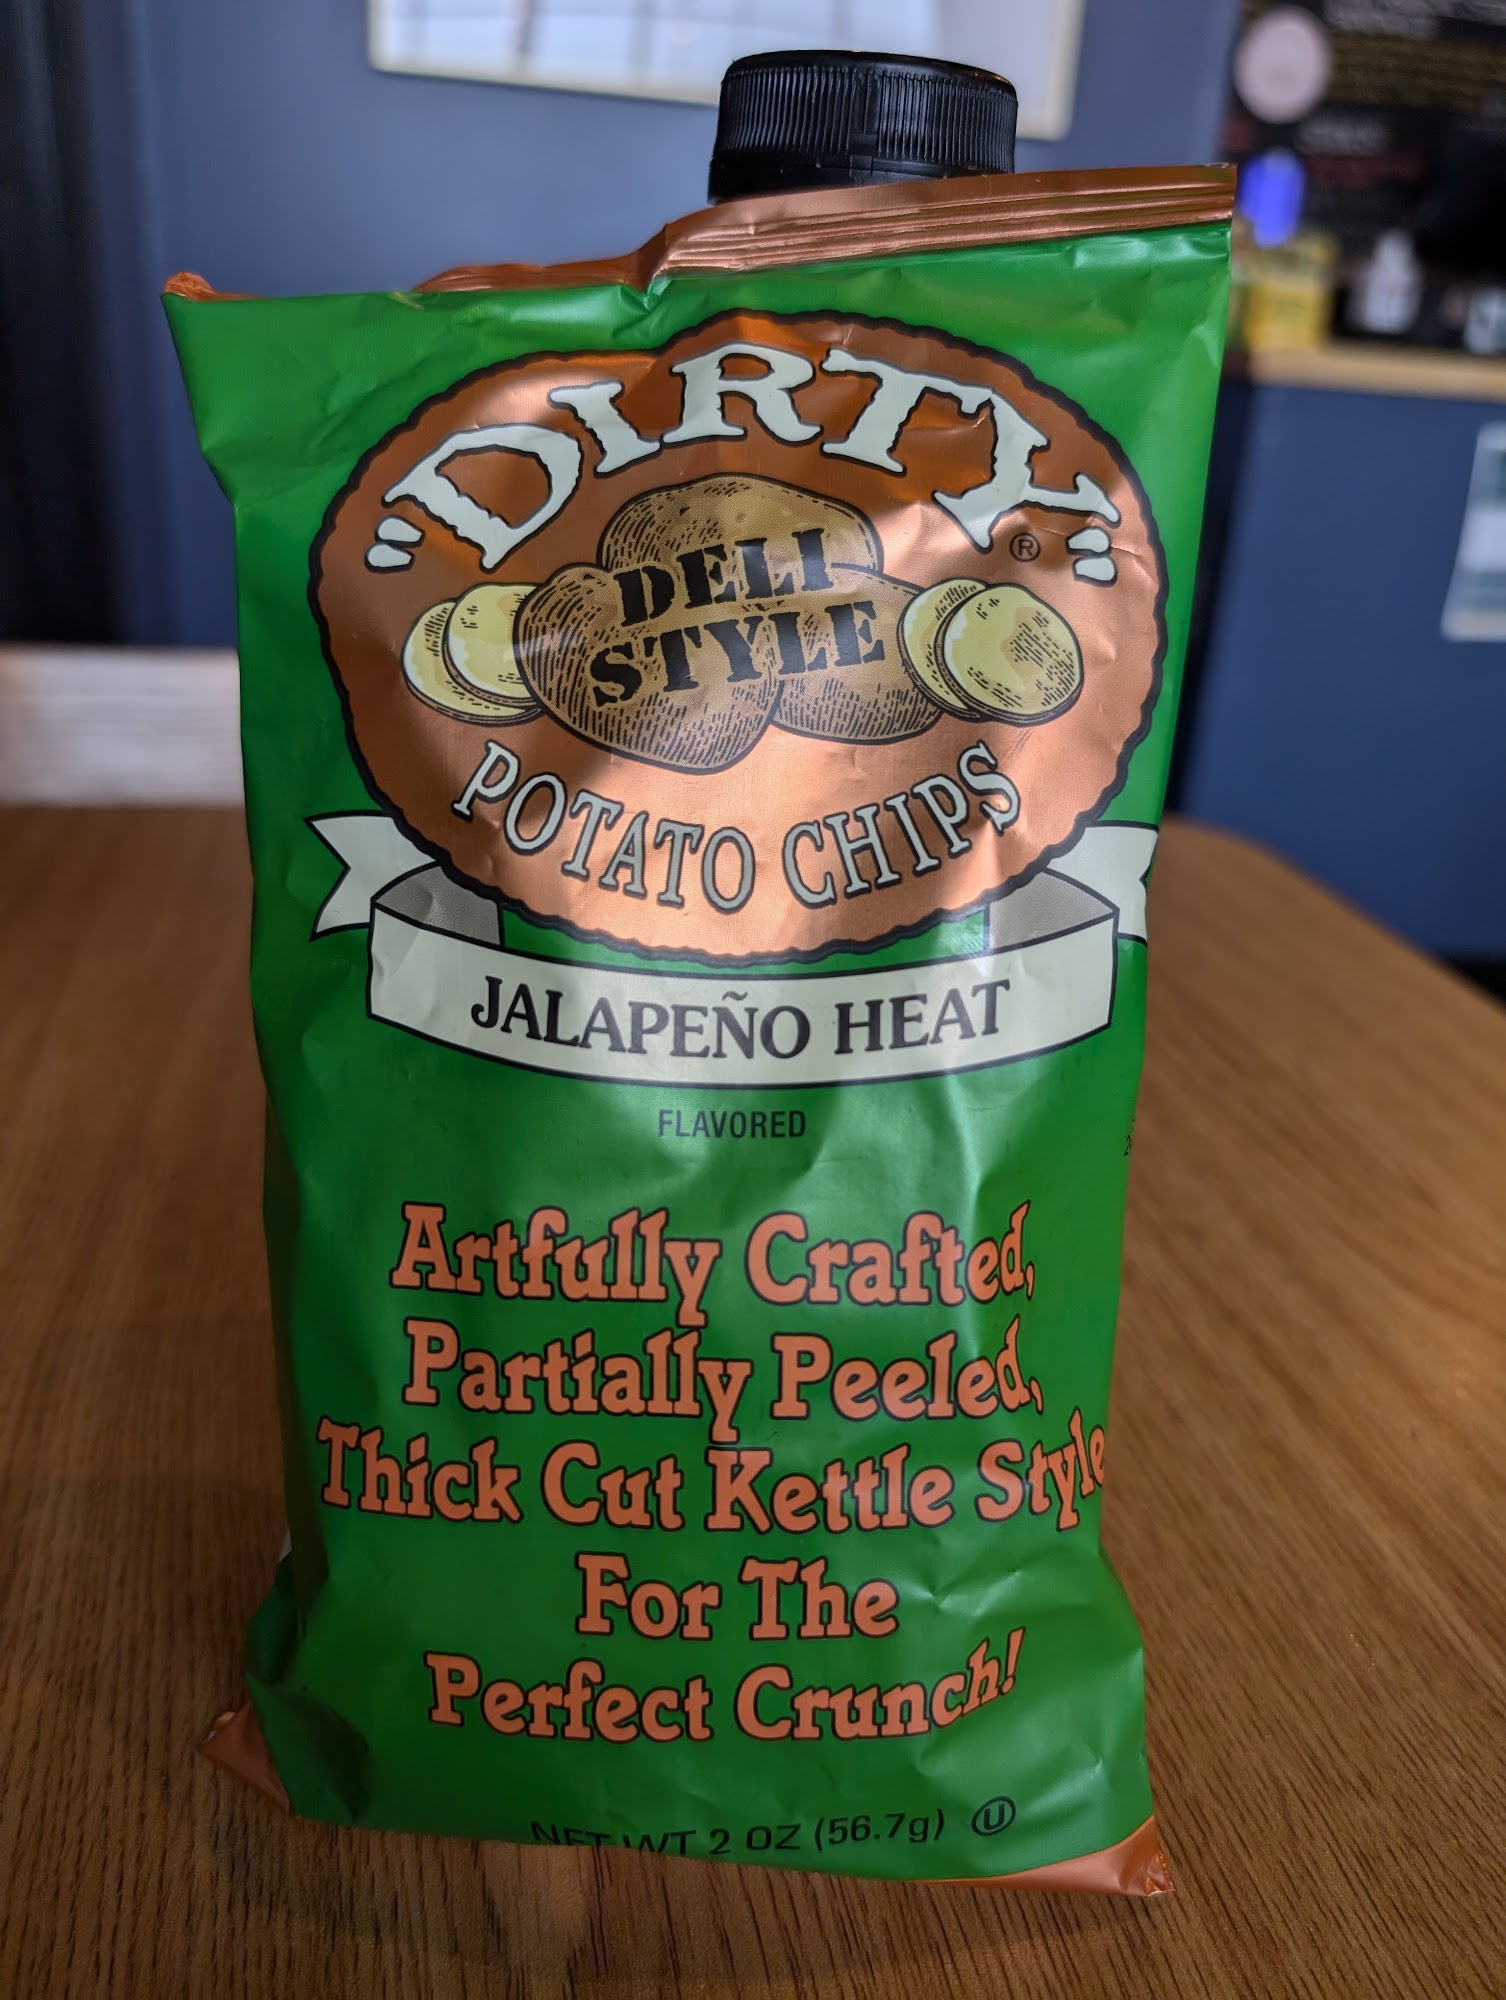 "DIRTY"®
DELI
STYLE
POTATO CHIPS
JALAPEÑO HEAT
FLAVORED
Artfully Crafted,
Partially Peeled,
Thick Cut Kettle Style
For The
Perfect Crunch!
NET WT 2 OZ (56.7g) Ⓤ